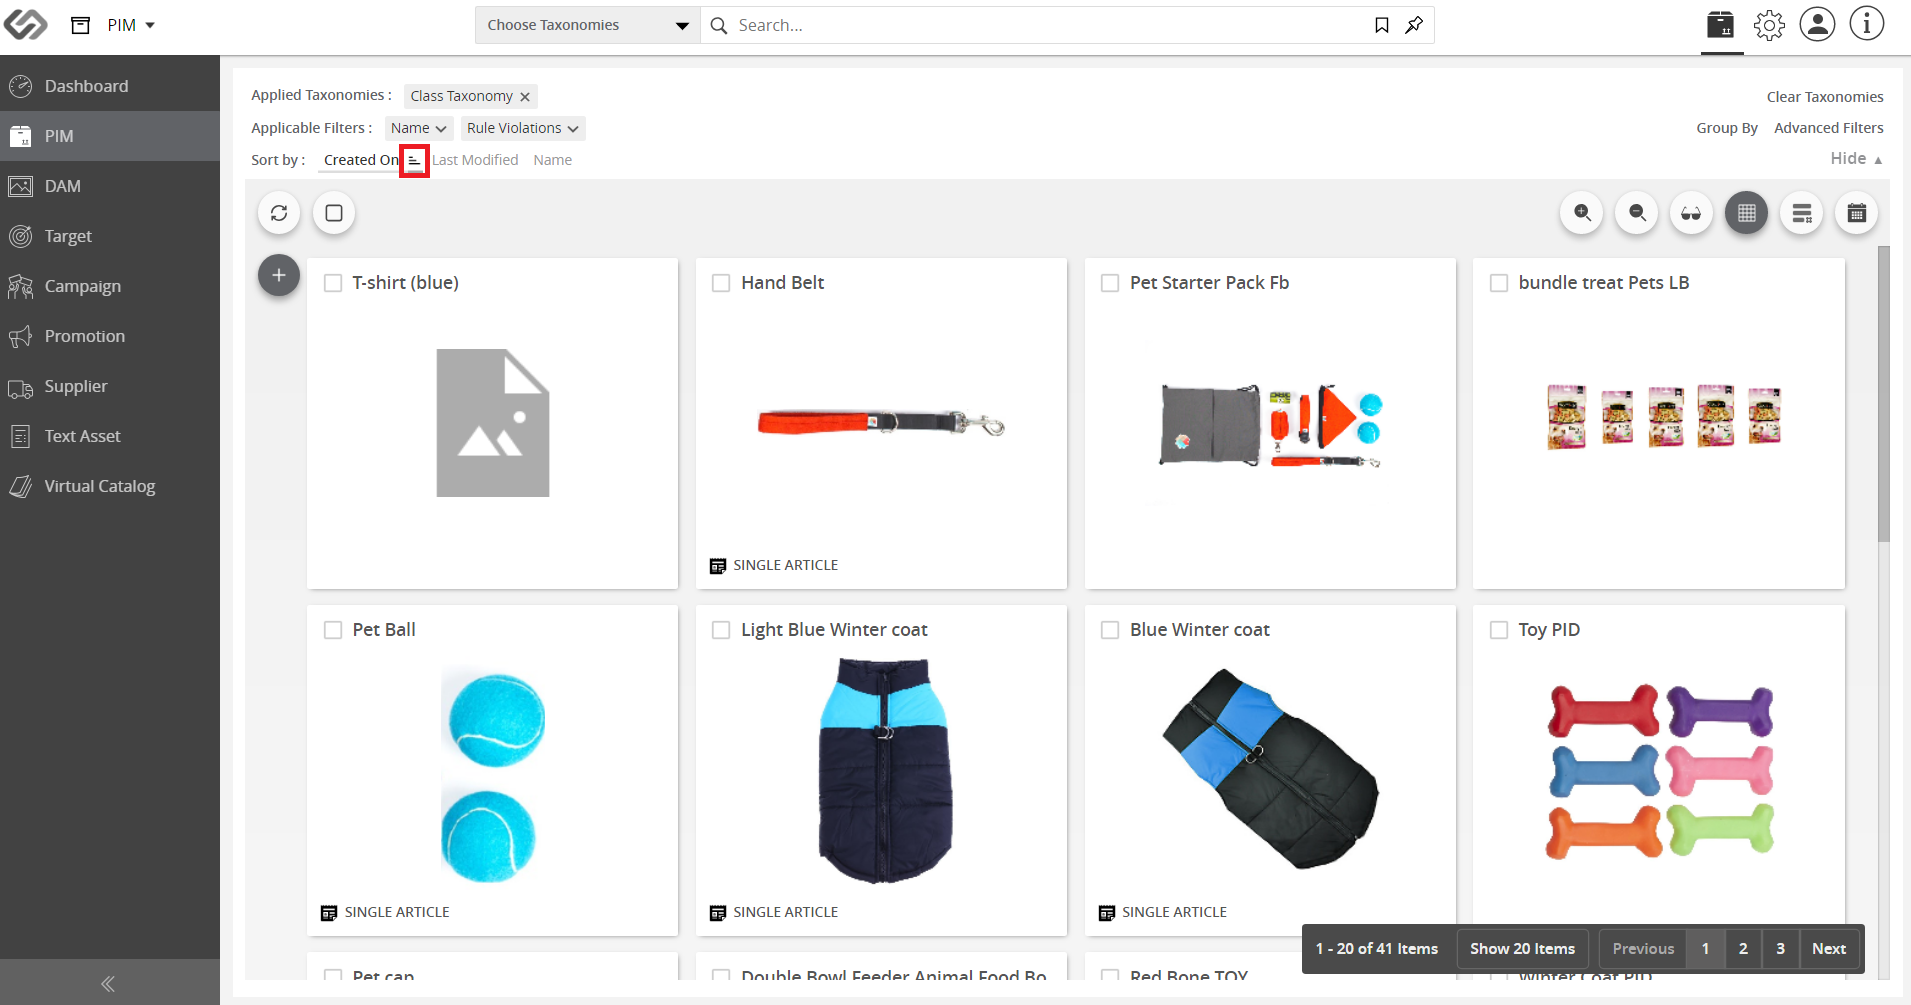 PIM
Choose Taxonomies
Search...
Dashboard
PIM
DAM
Target
Campaign
Promotion
Supplier
Text Asset
Virtual Catalog
Applied Taxonomies : Class Taxonomy
Clear Taxonomies
Applicable Filters : Name Rule Violations
Group By Advanced Filters
Sort by : Created On Last Modified Name
Hide
T-shirt (blue)
Hand Belt
SINGLE ARTICLE
Pet Starter Pack Fb
bundle treat Pets LB
Pet Ball
SINGLE ARTICLE
Light Blue Winter coat
SINGLE ARTICLE
Blue Winter coat
SINGLE ARTICLE
Toy PID
Pet cap
Double Bowl Feeder Animal Food Bo
Red Bone TOY
Winter Coat PID
1 - 20 of 41 Items Show 20 Items Previous 1 2 3 Next